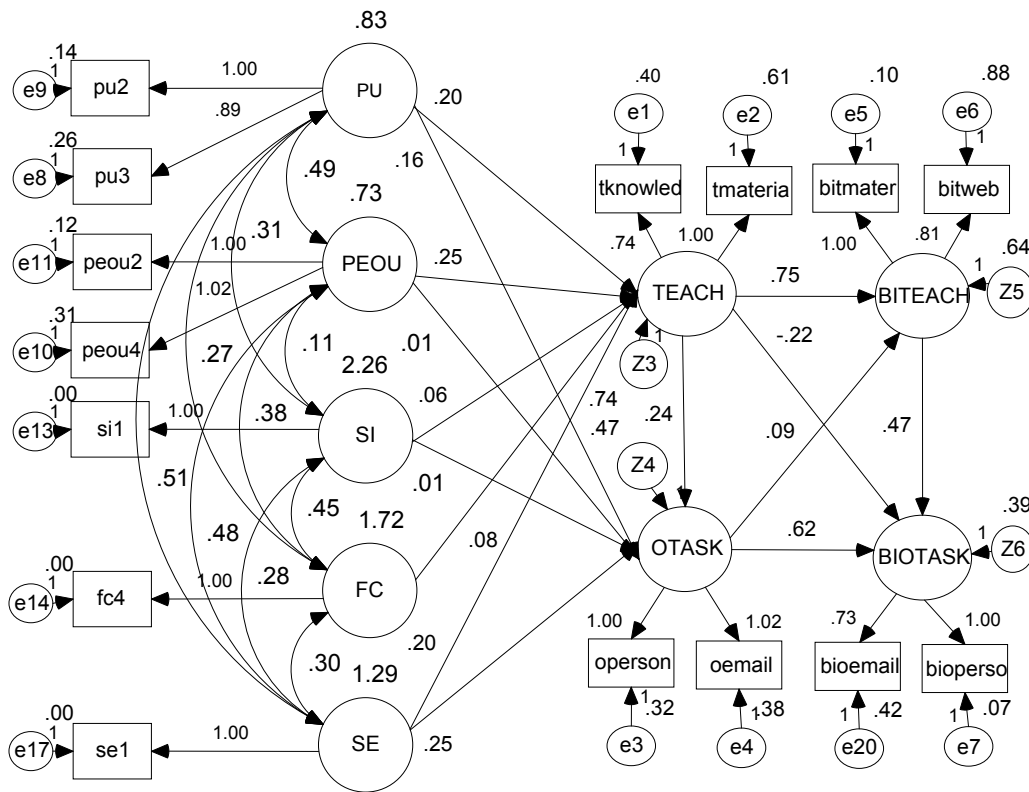 .83
.14
1
e9
pu2
1.00
PU
.20
.40
.61
.10
.88
e1
e2
e5
e6
.26
1
e8
pu3
.89
.16
1
1
1
1
tknowled
tmateria
bitmater
bitweb
.49
.73
.12
1
e11
peou2
1.00
.31
PEOU
.25
.74
1.00
1.00
.81
.64
TEACH
.75
BITEACH
1
Z5
1.02
.31
1
e10
peou4
.27
.11
2.26
.01
1
Z3
-.22
.00
1
e13
si1
1.00
.38
SI
.06
.74
.47
.24
.09
.47
.51
.48
.45
1.72
.01
Z4
1
.08
OTASK
.62
BIOTASK
1
.39
Z6
.00
1
e14
fc4
1.00
.28
FC
.20
1.00
1.02
.73
1.00
.30
1.29
operson
oemail
bioemail
bioperso
1
.32
1
.38
1
.42
1
.07
e3
e4
e20
e7
.00
1
e17
se1
1.00
SE
.25